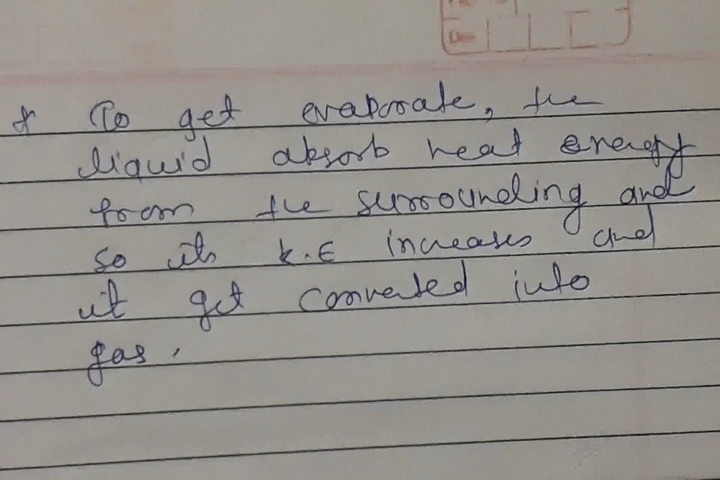 * To get evaporate, the
liquid absorb heat energy
from the surrounding and
so its k.E increases and
it get converted into
gas.